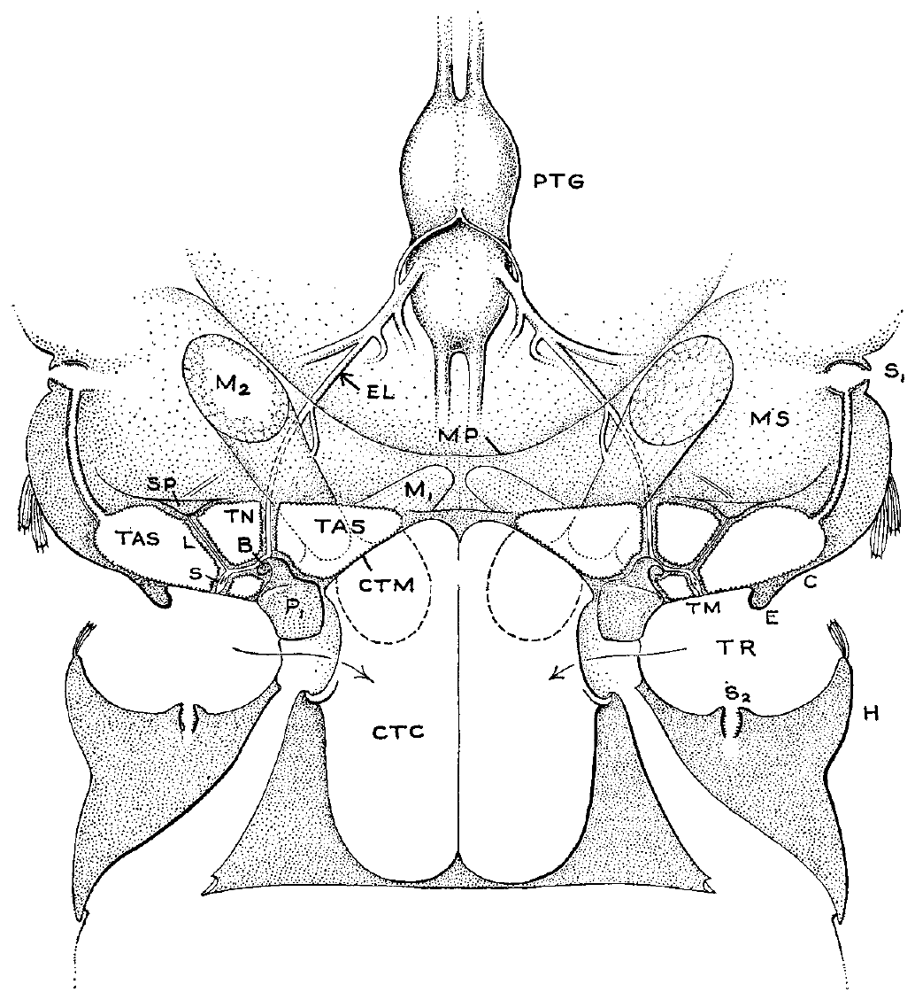 PTG
S₁
M₂
EL
MS
MP
M₁
SP
TN
TAS
TAS
L
B
S
CTM
C
P₁
TM
E
TR
S₂
H
CTC